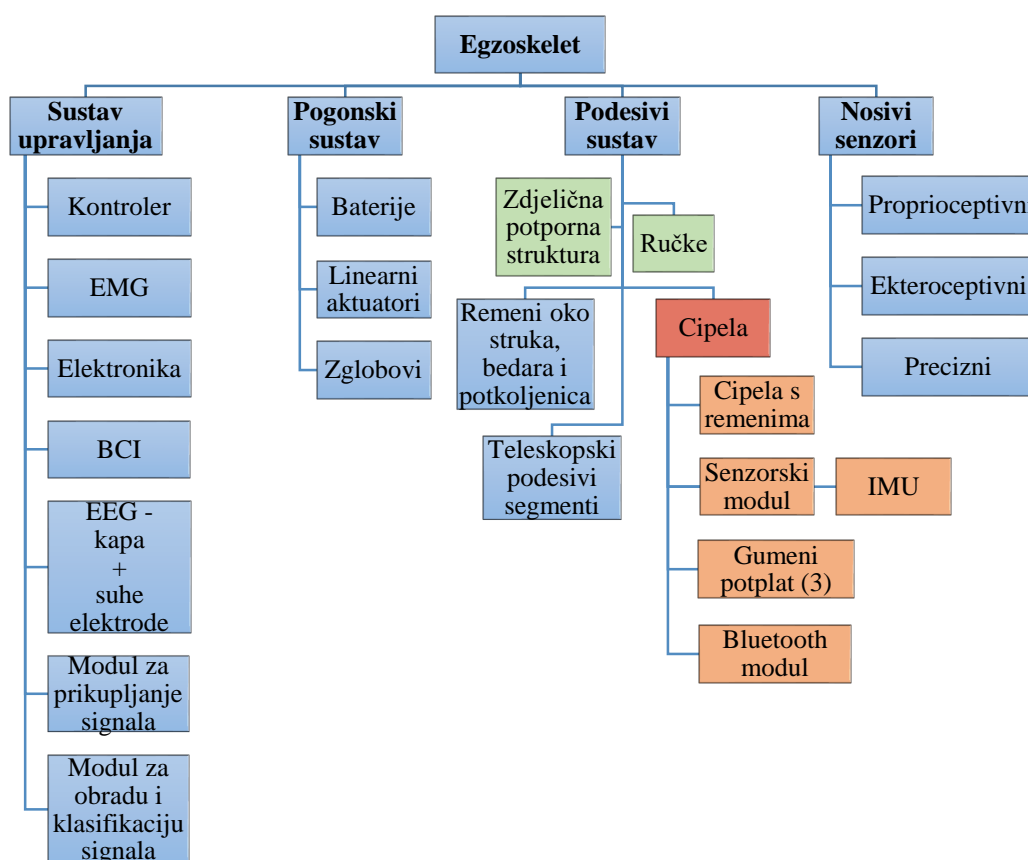 Egzoskelet
Sustav
upravljanja
Kontroler
EMG
Elektronika
BCI
EEG -
kapa
+
suhe
elektrode
Modul za
prikupljanje
signala
Modul za
obradu i
klasifikaciju
signala
Pogonski
sustav
Baterije
Linearni
aktuatori
Zglobovi
Podesivi
sustav
Zdjelična
potporna
struktura
Ručke
Remeni oko
struka,
bedara i
potkoljenica
Cipela
Cipela s
remenima
Senzorski
modul
IMU
Gumeni
potplat (3)
Bluetooth
modul
Teleskopski
podesivi
segmenti
Nosivi
senzori
Proprioceptivni
Ekteroceptivni
Precizni